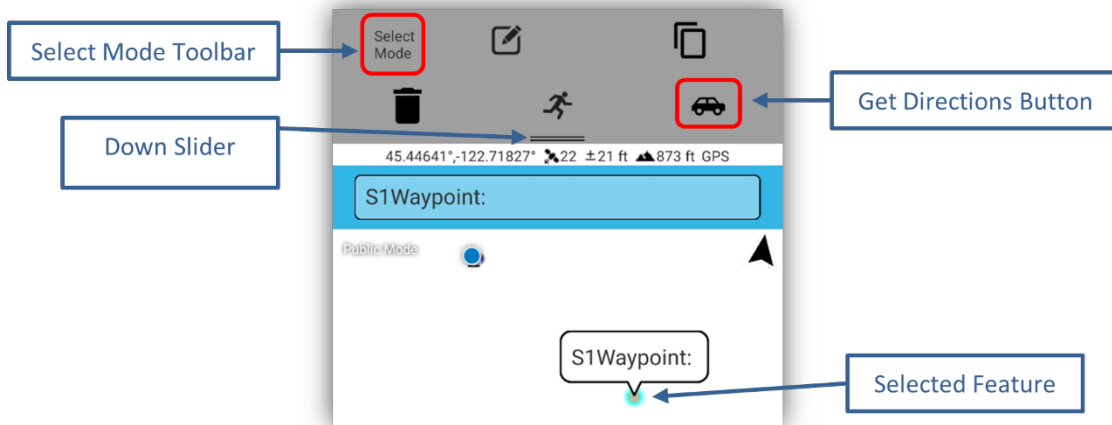 Select Mode Toolbar
Select
Mode
Get Directions Button
Down Slider
45.44641°,-122.71827° 22 ±21 ft 873 ft GPS
S1Waypoint:
Public Mode
S1Waypoint:
Selected Feature